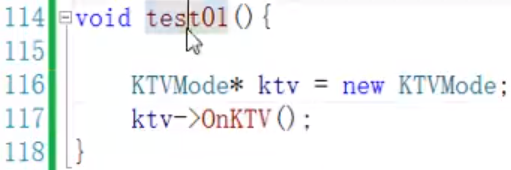 114 void test01(){
115
116 KTVMode* ktv = new KTVMode;
117 ktv->OnKTV();
118 }